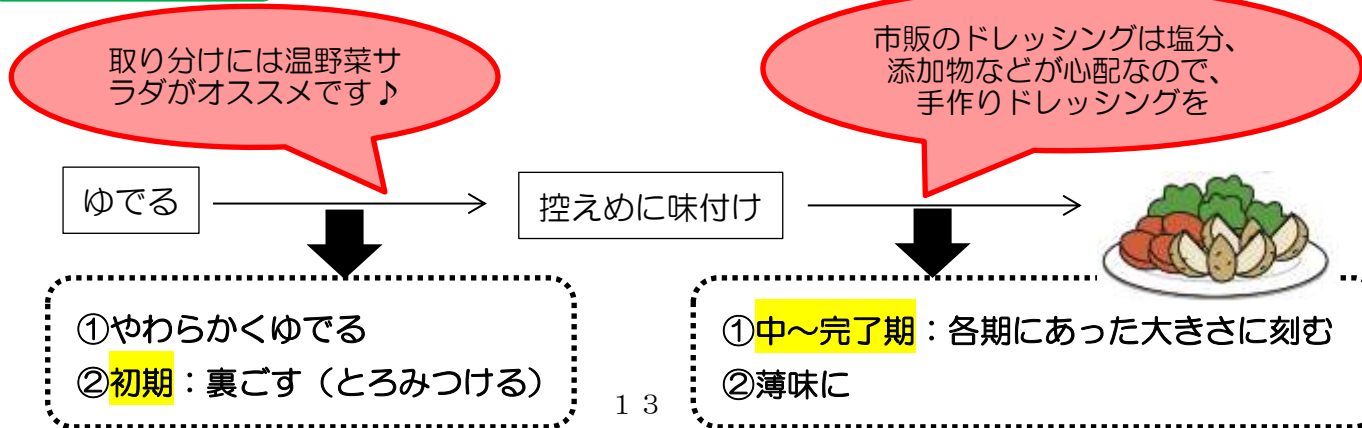 取り分けには温野菜サ
ラダがオススメです♪
市販のドレッシングは塩分、
添加物などが心配なので、
手作りドレッシングを
ゆでる
控えめに味付け
①やわらかくゆでる
②初期：裏ごす（とろみつける）
①中～完了期：各期にあった大きさに刻む
②薄味に
１３